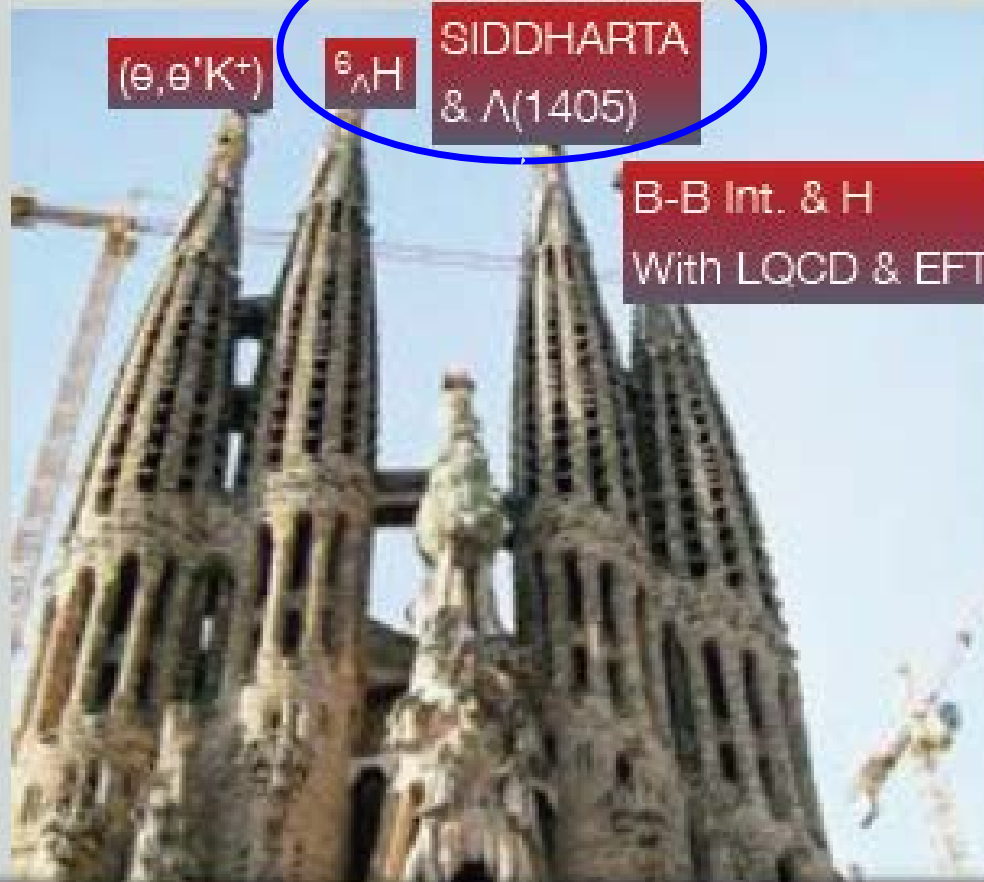 (e,e'K⁺)
⁶ΛH
SIDDHARTA
& Λ(1405)
B-B Int. & H
With LQCD & EFT